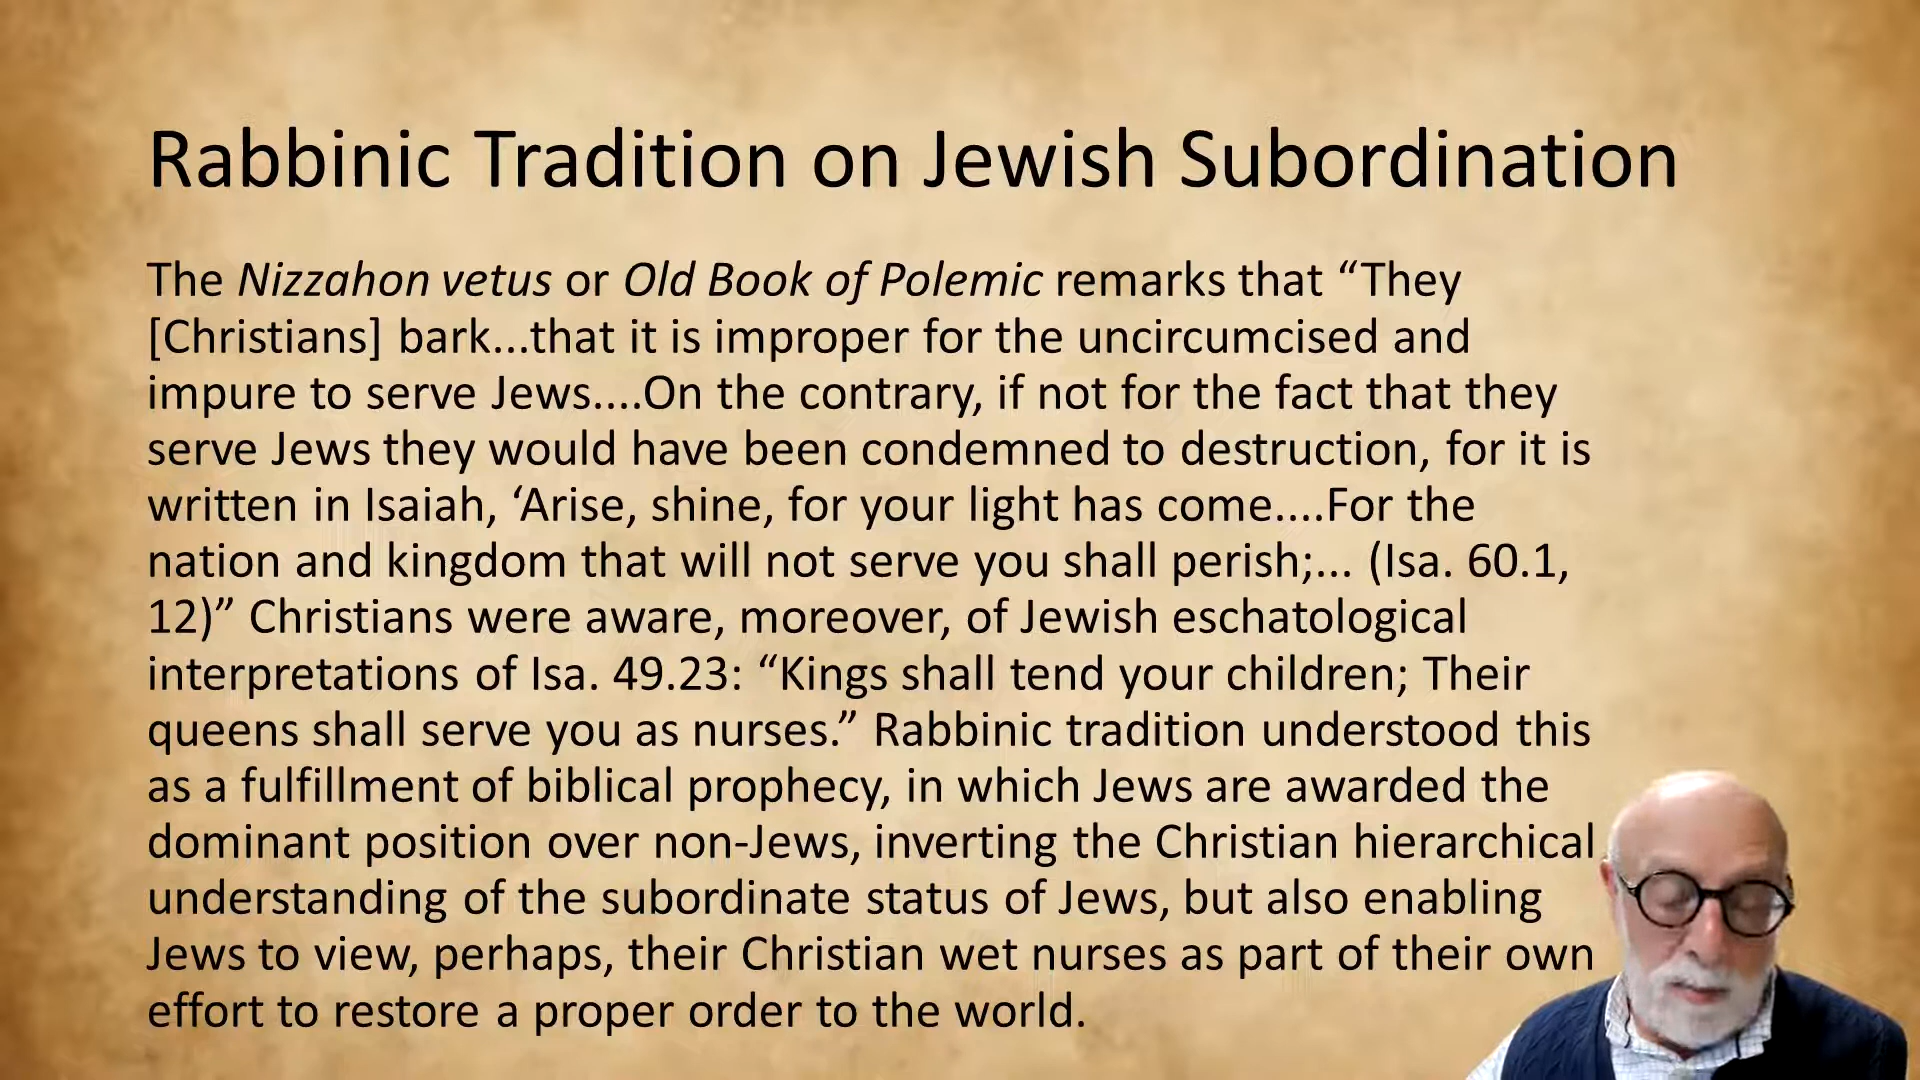 Rabbinic Tradition on Jewish Subordination
The Nizzahon vetus or Old Book of Polemic remarks that “They
[Christians] bark...that it is improper for the uncircumcised and
impure to serve Jews....On the contrary, if not for the fact that they
serve Jews they would have been condemned to destruction, for it is
written in Isaiah, ‘Arise, shine, for your light has come....For the
nation and kingdom that will not serve you shall perish;... (Isa. 60.1,
12)” Christians were aware, moreover, of Jewish eschatological
interpretations of Isa. 49.23: “Kings shall tend your children; Their
queens shall serve you as nurses.” Rabbinic tradition understood this
as a fulfillment of biblical prophecy, in which Jews are awarded the
dominant position over non-Jews, inverting the Christian hierarchical
understanding of the subordinate status of Jews, but also enabling
Jews to view, perhaps, their Christian wet nurses as part of their own
effort to restore a proper order to the world.